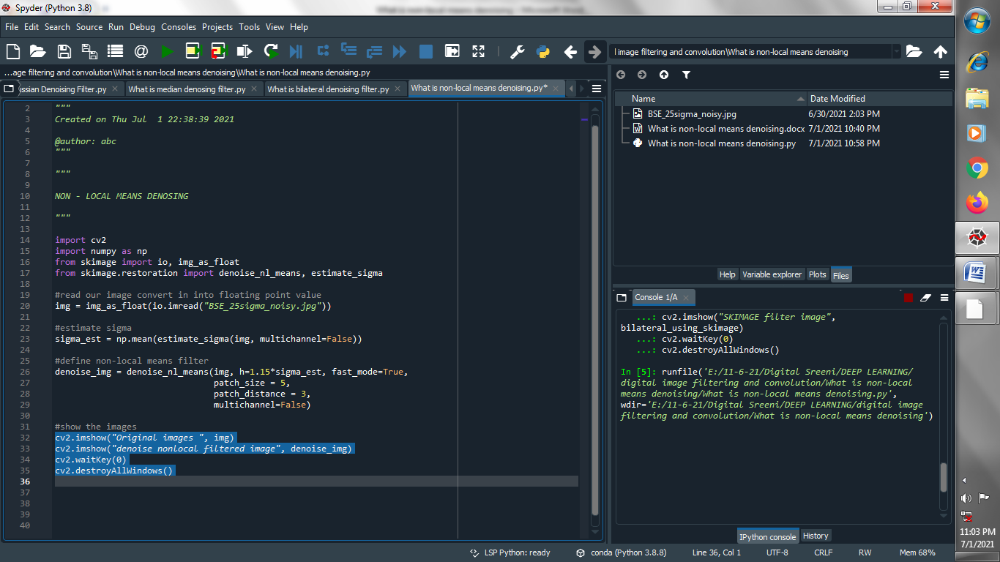 Spyder (Python 3.8)
File Edit Search Source Run Debug Consoles Projects Tools View Help
l image filtering and convolution\What is non-local means denoising
...age filtering and convolution\What is non-local means denoising\What is non-local means denoising.py
ussian Denoising Filter.py
What is median denosing filter.py
What is bilateral denoising filter.py
What is non-local means denoising.py*
2 """
3 Created on Thu Jul  1 22:38:39 2021
4
5 @author: abc
6 """
7
8 """
9
10 NON - LOCAL MEANS DENOSING
11
12 """
13
14 import cv2
15 import numpy as np
16 from skimage import io, img_as_float
17 from skimage.restoration import denoise_nl_means, estimate_sigma
18
19 #read our image convert in into floating point value
20 img = img_as_float(io.imread("BSE_25sigma_noisy.jpg"))
21
22 #estimate sigma
23 sigma_est = np.mean(estimate_sigma(img, multichannel=False))
24
25 #define non-local means filter
26 denoise_img = denoise_nl_means(img, h=1.15*sigma_est, fast_mode=True,
27 patch_size = 5,
28 patch_distance = 3,
29 multichannel=False)
30
31 #show the images
32 cv2.imshow("Original images ", img)
33 cv2.imshow("denoise nonlocal filtered image", denoise_img)
34 cv2.waitKey(0)
35 cv2.destroyAllWindows()
36
37
38
39
40
Name Date Modified
BSE_25sigma_noisy.jpg 6/30/2021 2:03 PM
What is non-local means denoising.docx 7/1/2021 10:40 PM
What is non-local means denoising.py 7/1/2021 10:58 PM
Help Variable explorer Plots Files
Console 1/A
...: cv2.imshow("SKIMAGE filter image",
bilateral_using_skimage)
...: cv2.waitKey(0)
...: cv2.destroyAllWindows()
In [5]: runfile('E:/11-6-21/Digital Sreeni/DEEP LEARNING/
digital image filtering and convolution/What is non-local
means denoising/What is non-local means denoising.py',
wdir='E:/11-6-21/Digital Sreeni/DEEP LEARNING/digital image
filtering and convolution/What is non-local means denoising')
IPython console History
LSP Python: ready conda (Python 3.8.8) Line 36, Col 1 UTF-8 CRLF RW Mem 68%
11:03 PM
7/1/2021